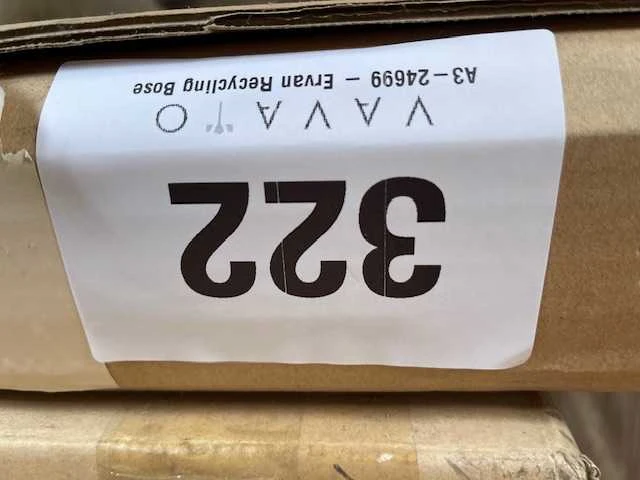 A3-24699 - Ervan Recycling Bose
VAVATO
322